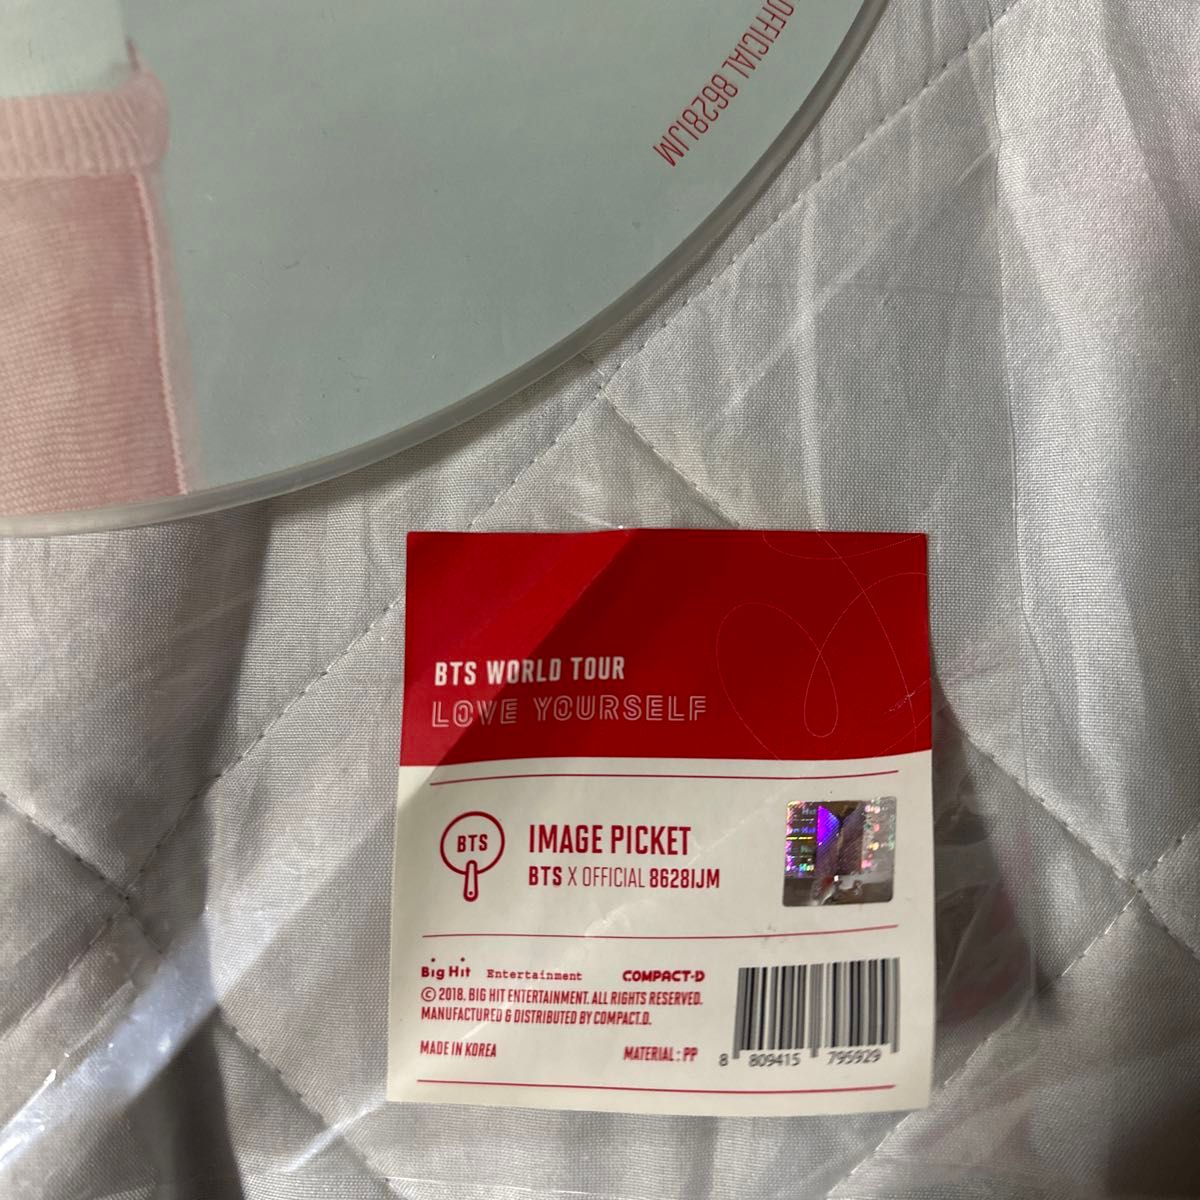 OFFICIAL 8628IJM
BTS WORLD TOUR
LOVE YOURSELF
BTS
IMAGE PICKET
BTS X OFFICIAL 8628IJM
Big Hit Entertainment COMPACT-D
© 2018. BIG HIT ENTERTAINMENT. ALL RIGHTS RESERVED.
MANUFACTURED & DISTRIBUTED BY COMPACT.D.
MADE IN KOREA MATERIAL : PP
8 809415 795929